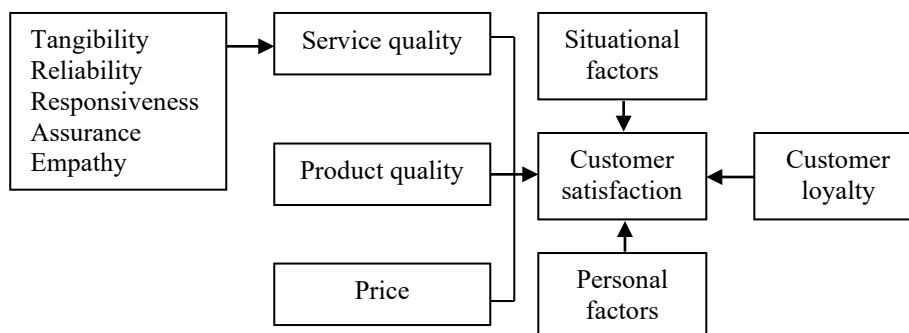 Tangibility
Reliability
Responsiveness
Assurance
Empathy
Service quality
Product quality
Price
Situational
factors
Customer
satisfaction
Personal
factors
Customer
loyalty